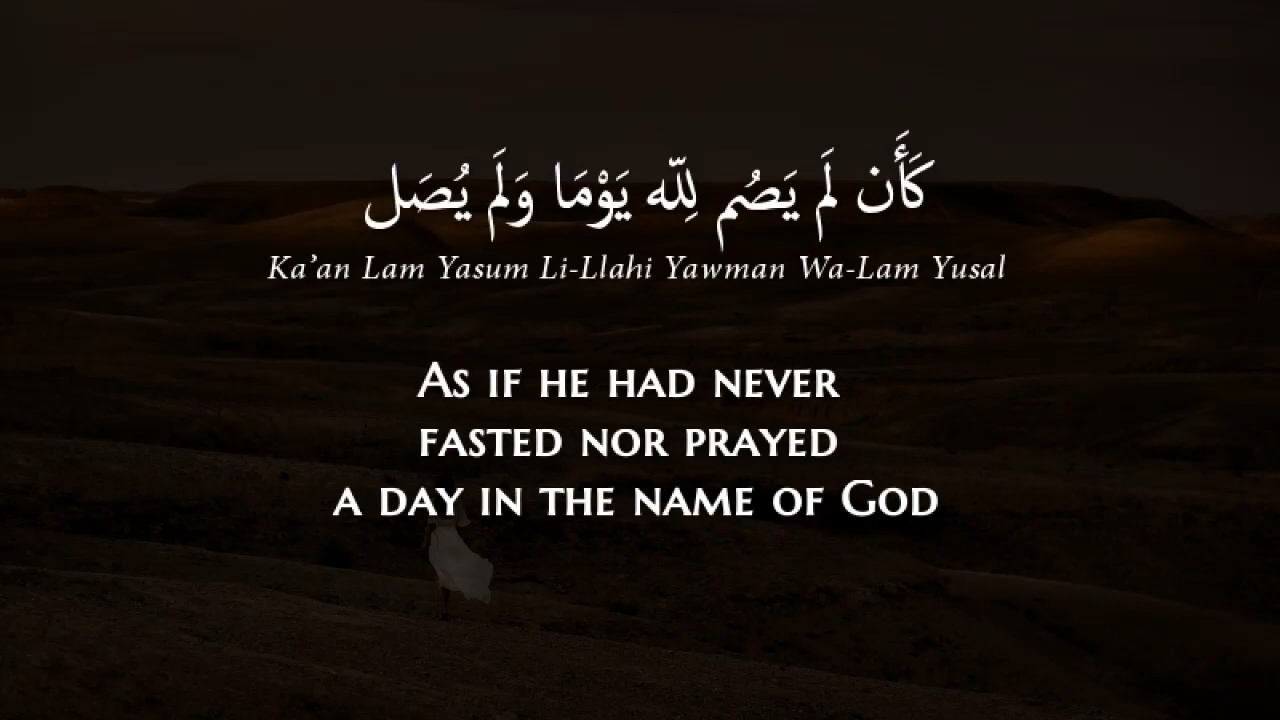 كَأَن لَم يَصُم لِلّه يَوْمَا وَلَم يُصَل
Ka’an Lam Yasum Li-Llahi Yawman Wa-Lam Yusal
As if he had never
fasted nor prayed
a day in the name of God